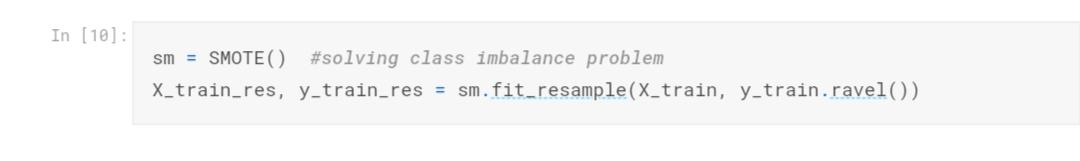 In [10]:
sm = SMOTE()  #solving class imbalance problem
X_train_res, y_train_res = sm.fit_resample(X_train, y_train.ravel())